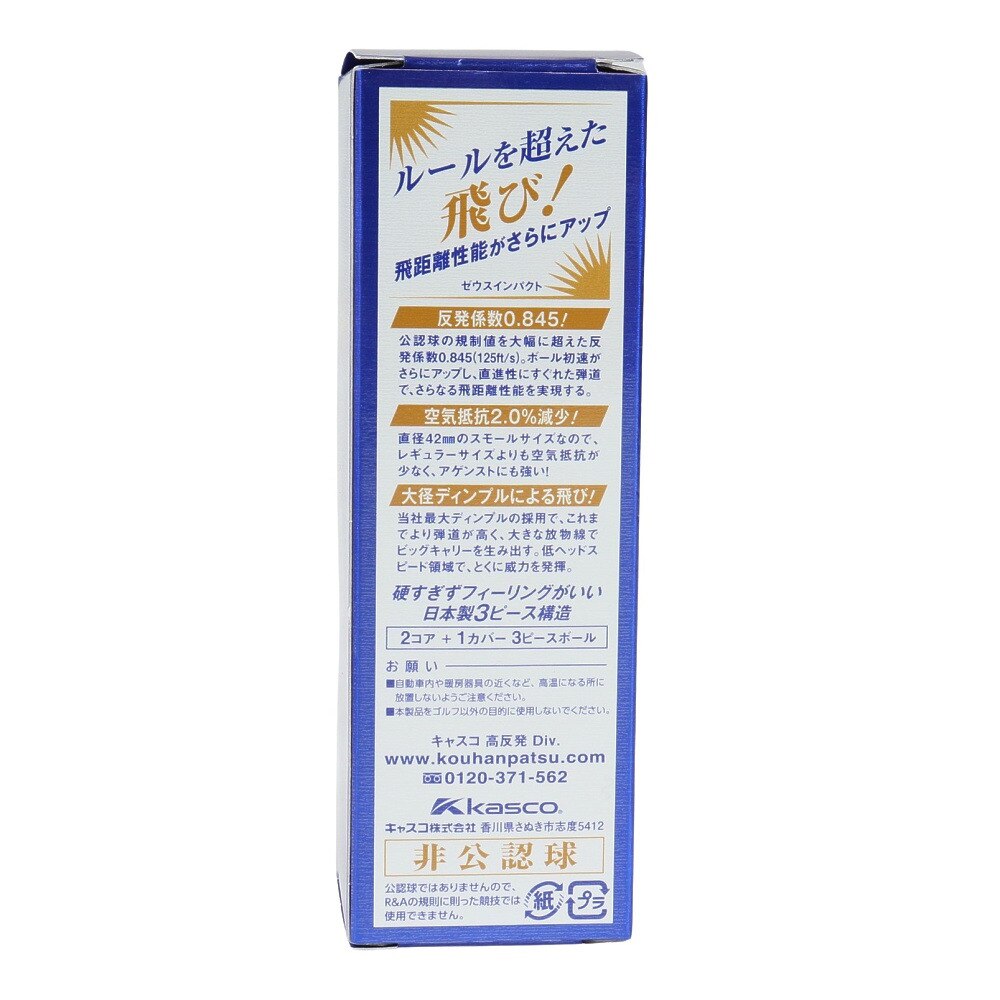 ルールを超えた
飛び!
飛距離性能がさらにアップ
ゼウスインパクト
反発係数0.845!
公認球の規制値を大幅に超えた反
発係数0.845(125ft/s)。ボール初速が
さらにアップし、直進性にすぐれた弾道
で、さらなる飛距離性能を実現する。
空気抵抗2.0%減少!
直径42㎜のスモールサイズなので、
レギュラーサイズよりも空気抵抗が
少なく、アゲンストにも強い!
大径ディンプルによる飛び!
当社最大ディンプルの採用で、これま
でより弾道が高く、大きな放物線で
ビッグキャリーを生み出す。低ヘッドス
ピード領域で、とくに威力を発揮。
硬すぎずフィーリングがいい
日本製3ピース構造
2コア + 1カバー 3ピースボール
お願い
■自動車内や暖房器具の近くなど、高温になる所に
放置しないようご注意ください。
■本製品をゴルフ以外の目的に使用しないでください。
キャスコ 高反発 Div.
www.kouhanpatsu.com
0120-371-562
kasco®
キャスコ株式会社 香川県さぬき市志度5412
非公認球
公認球ではありませんので、
R&Aの規則に則った競技では
使用できません。
紙 プラ